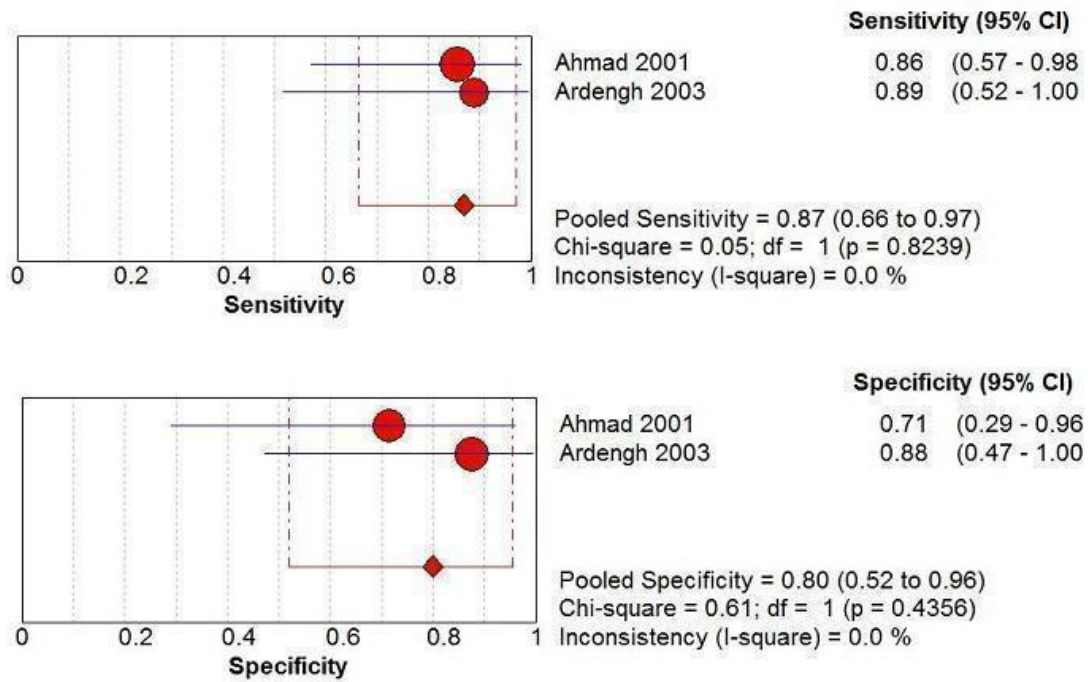 Sensitivity (95% CI)
Ahmad 2001 0.86 (0.57 - 0.98
Ardengh 2003 0.89 (0.52 - 1.00
Pooled Sensitivity = 0.87 (0.66 to 0.97)
Chi-square = 0.05; df = 1 (p = 0.8239)
Inconsistency (I-square) = 0.0 %
0 0.2 0.4 0.6 0.8 1
Sensitivity
Specificity (95% CI)
Ahmad 2001 0.71 (0.29 - 0.96
Ardengh 2003 0.88 (0.47 - 1.00
Pooled Specificity = 0.80 (0.52 to 0.96)
Chi-square = 0.61; df = 1 (p = 0.4356)
Inconsistency (I-square) = 0.0 %
0 0.2 0.4 0.6 0.8 1
Specificity